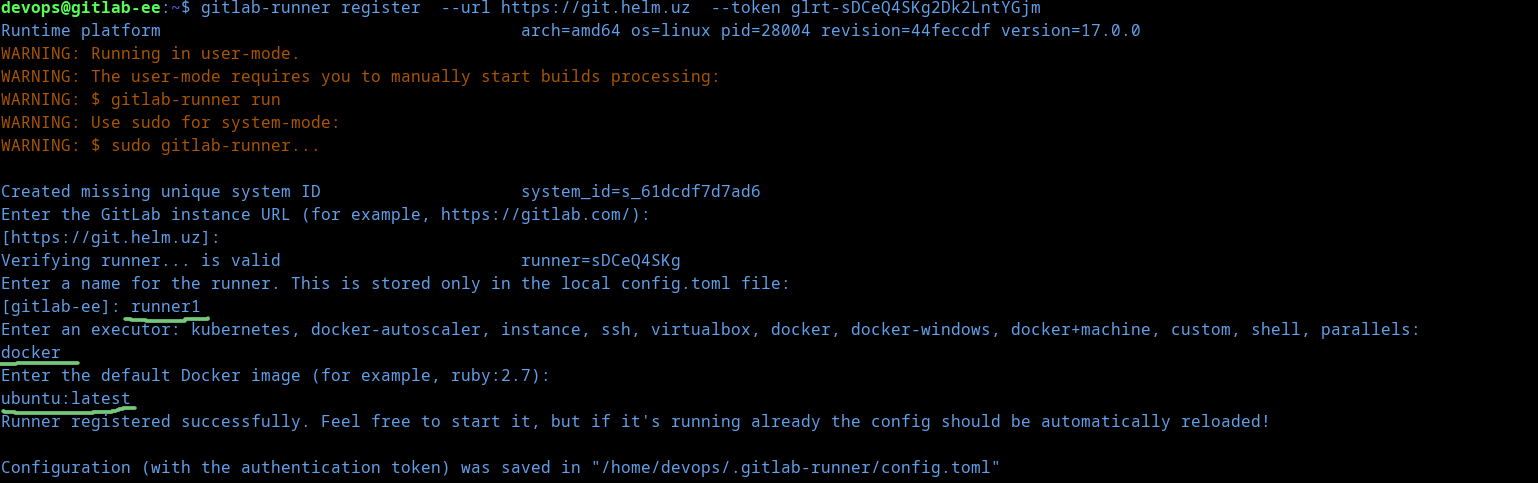 devops@gitlab-ee:~$ gitlab-runner register  --url https://git.helm.uz  --token glrt-sDCeQ4SKg2Dk2LntYGjm
Runtime platform                                    arch=amd64 os=linux pid=28004 revision=44feccdf version=17.0.0
WARNING: Running in user-mode.
WARNING: The user-mode requires you to manually start builds processing:
WARNING: $ gitlab-runner run
WARNING: Use sudo for system-mode:
WARNING: $ sudo gitlab-runner...
Created missing unique system ID                    system_id=s_61dcdf7d7ad6
Enter the GitLab instance URL (for example, https://gitlab.com/):
[https://git.helm.uz]:
Verifying runner... is valid                        runner=sDCeQ4SKg
Enter a name for the runner. This is stored only in the local config.toml file:
[gitlab-ee]: runner1
Enter an executor: kubernetes, docker-autoscaler, instance, ssh, virtualbox, docker, docker-windows, docker+machine, custom, shell, parallels:
docker
Enter the default Docker image (for example, ruby:2.7):
ubuntu:latest
Runner registered successfully. Feel free to start it, but if it's running already the config should be automatically reloaded!
Configuration (with the authentication token) was saved in "/home/devops/.gitlab-runner/config.toml"